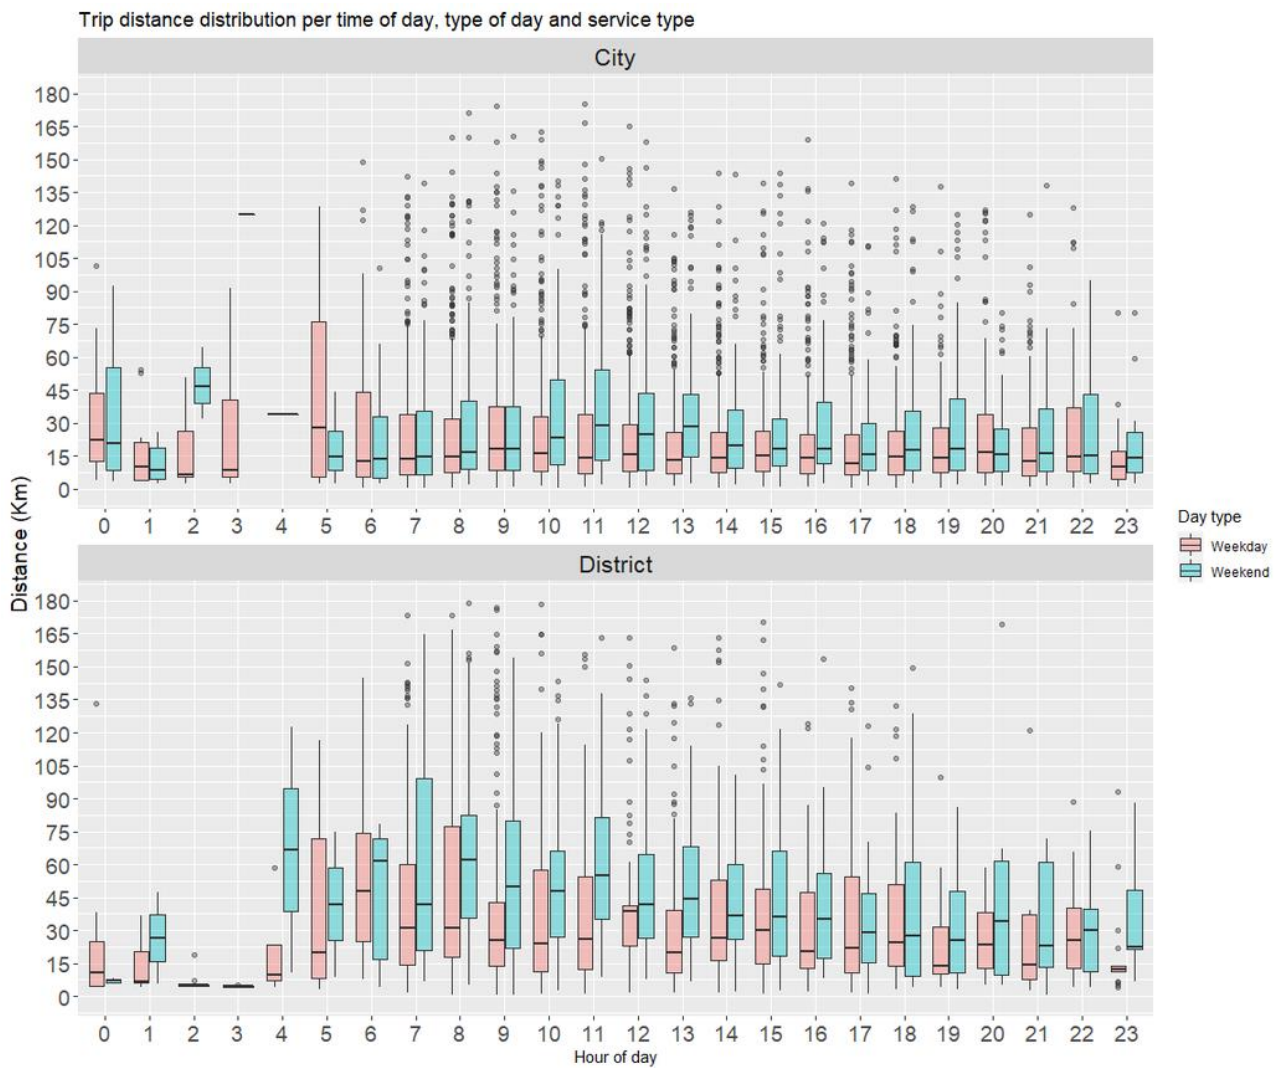 Trip distance distribution per time of day, type of day and service type
City
180
165
150
135
120
105
90
75
60
45
30
15
0
0 1 2 3 4 5 6 7 8 9 10 11 12 13 14 15 16 17 18 19 20 21 22 23
Distance (Km)
District
180
165
150
135
120
105
90
75
60
45
30
15
0
0 1 2 3 4 5 6 7 8 9 10 11 12 13 14 15 16 17 18 19 20 21 22 23
Hour of day
Day type
Weekday
Weekend